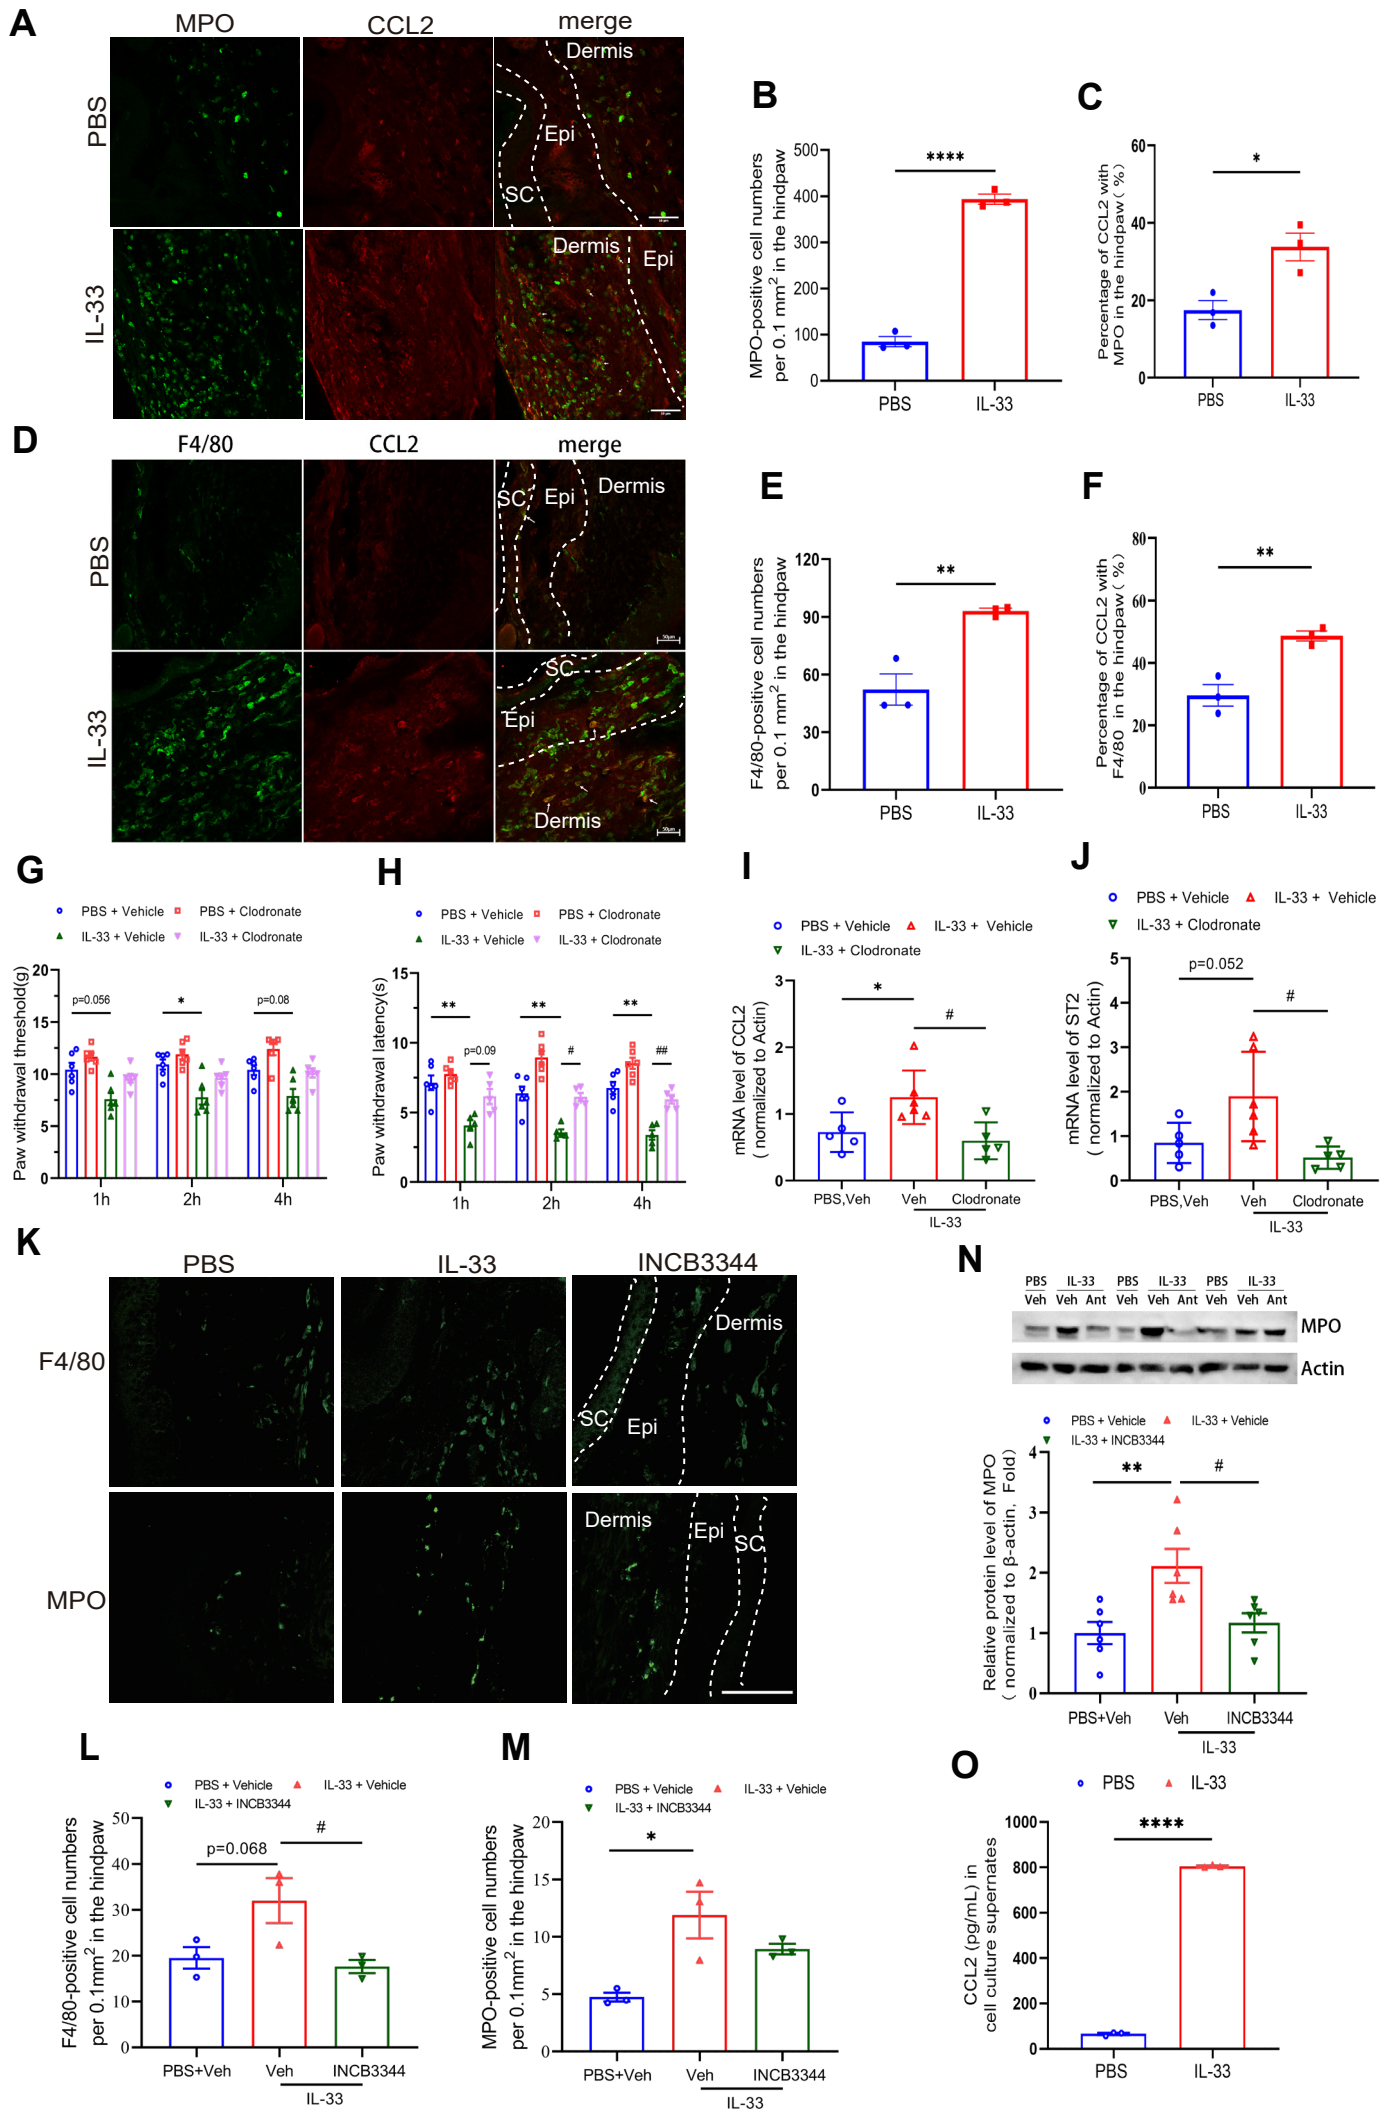 A
MPO
CCL2
merge
PBS
Dermis
Epi
SC
IL-33
Dermis
Epi
B
MPO-positive cell numbers
per 0.1 mm² in the hindpaw
500
400
300
200
100
0
****
PBS
IL-33
C
Percentage of CCL2 with
MPO in the hindpaw ( %)
60
40
20
0
*
PBS
IL-33
D
F4/80
CCL2
merge
PBS
SC
Epi
Dermis
50μm
IL-33
SC
Epi
Dermis
50μm
E
F4/80-positive cell numbers
per 0.1 mm² in the hindpaw
120
90
60
30
0
**
PBS
IL-33
F
Percentage of CCL2 with
F4/80 in the hindpaw ( %)
80
60
40
20
0
**
PBS
IL-33
G
PBS + Vehicle
PBS + Clodronate
IL-33 + Vehicle
IL-33 + Clodronate
Paw withdrawal threshold(g)
20
15
10
5
0
p=0.056
*
p=0.08
1h
2h
4h
H
PBS + Vehicle
PBS + Clodronate
IL-33 + Vehicle
IL-33 + Clodronate
Paw withdrawal latency(s)
15
10
5
0
**
p=0.09
**
#
**
##
1h
2h
4h
I
PBS + Vehicle
IL-33 + Vehicle
IL-33 + Clodronate
mRNA level of CCL2
( normalized to Actin)
3
2
1
0
*
#
PBS,Veh
Veh
Clodronate
IL-33
J
PBS + Vehicle
IL-33 + Vehicle
IL-33 + Clodronate
mRNA level of ST2
( normalized to Actin)
5
4
3
2
1
0
p=0.052
#
PBS,Veh
Veh
Clodronate
IL-33
K
PBS
IL-33
INCB3344
F4/80
SC
Epi
Dermis
MPO
Dermis
Epi
SC
N
PBS IL-33 PBS IL-33 PBS IL-33
Veh Veh Ant Veh Veh Ant Veh Veh Ant
MPO
Actin
PBS + Vehicle
IL-33 + Vehicle
IL-33 + INCB3344
Relative protein level of MPO
( normalized to β-actin, Fold)
4
3
2
1
0
**
#
PBS+Veh
Veh
INCB3344
IL-33
L
PBS + Vehicle
IL-33 + Vehicle
IL-33 + INCB3344
F4/80-positive cell numbers
per 0.1mm² in the hindpaw
50
40
30
20
10
0
p=0.068
#
PBS+Veh
Veh
INCB3344
IL-33
M
PBS + Vehicle
IL-33 + Vehicle
IL-33 + INCB3344
MPO-positive cell numbers
per 0.1mm² in the hindpaw
20
15
10
5
0
*
PBS+Veh
Veh
INCB3344
IL-33
O
PBS
IL-33
CCL2 (pg/mL) in
cell culture supernates
1000
800
600
400
200
0
****
PBS
IL-33